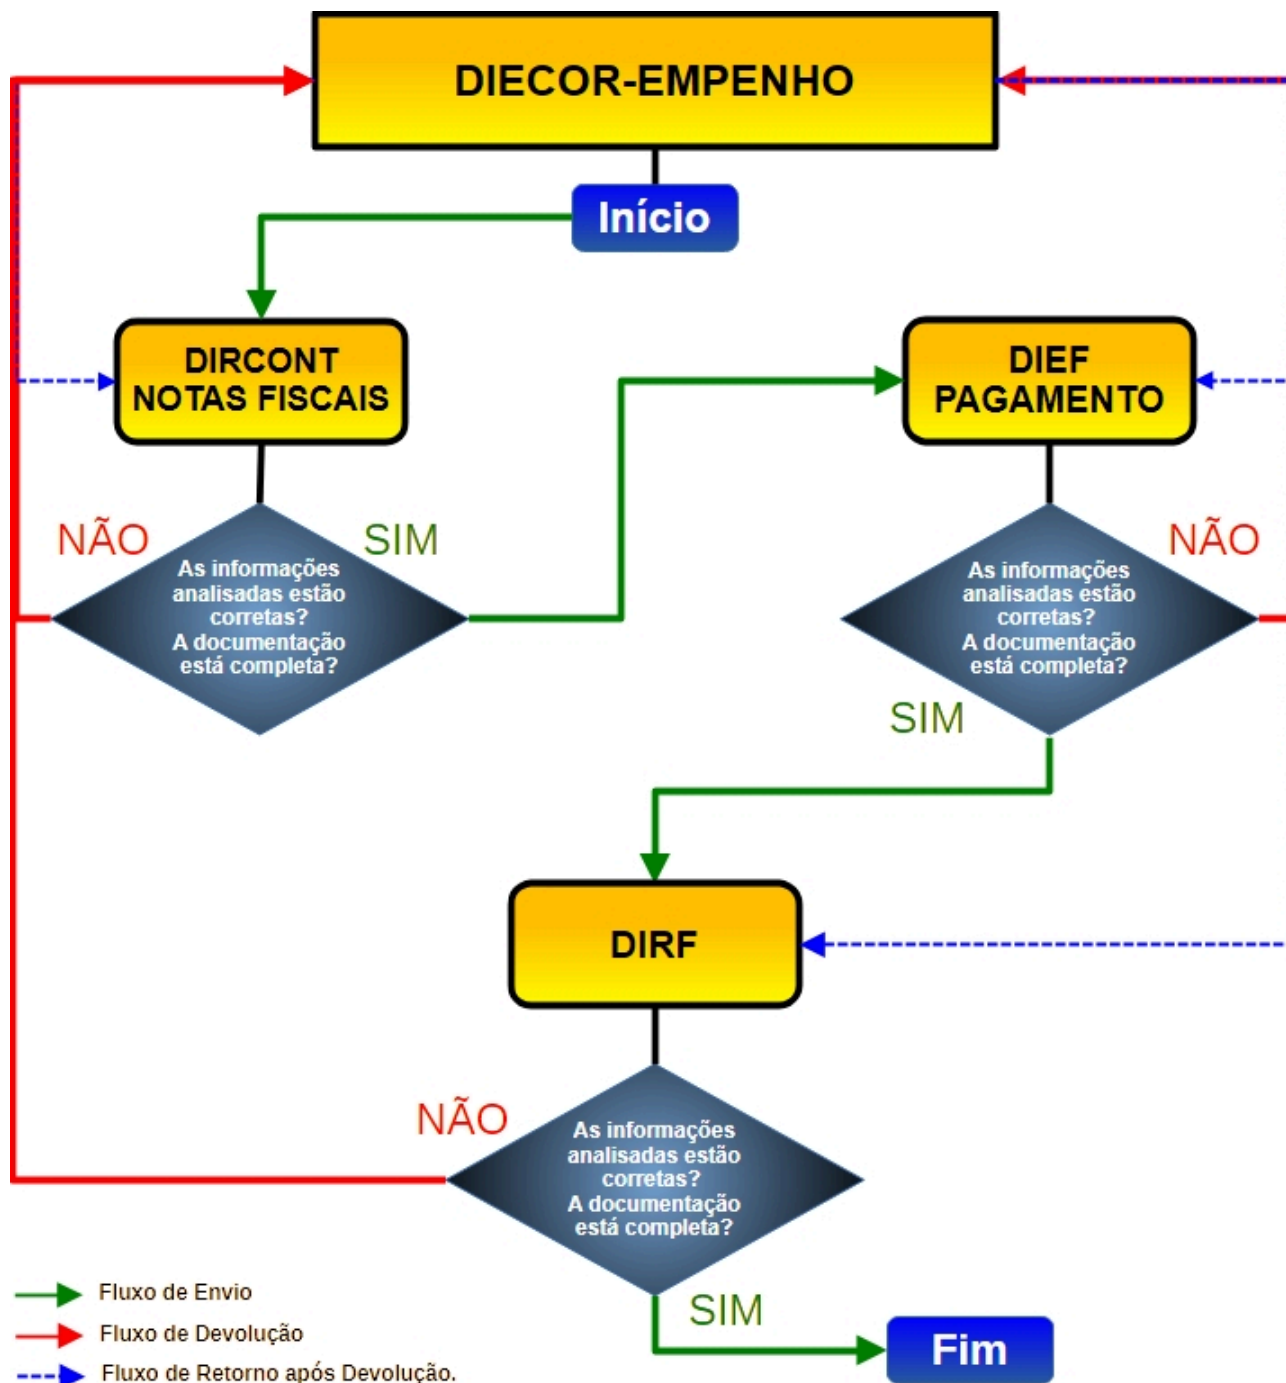 DIECOR-EMPENHO
Início
DIRCONT
NOTAS FISCAIS
DIEF
PAGAMENTO
NÃO
SIM
As informações
analisadas estão
corretas?
A documentação
está completa?
NÃO
As informações
analisadas estão
corretas?
A documentação
está completa?
SIM
DIRF
NÃO
As informações
analisadas estão
corretas?
A documentação
está completa?
SIM
Fim
Fluxo de Envio
Fluxo de Devolução
Fluxo de Retorno após Devolução.